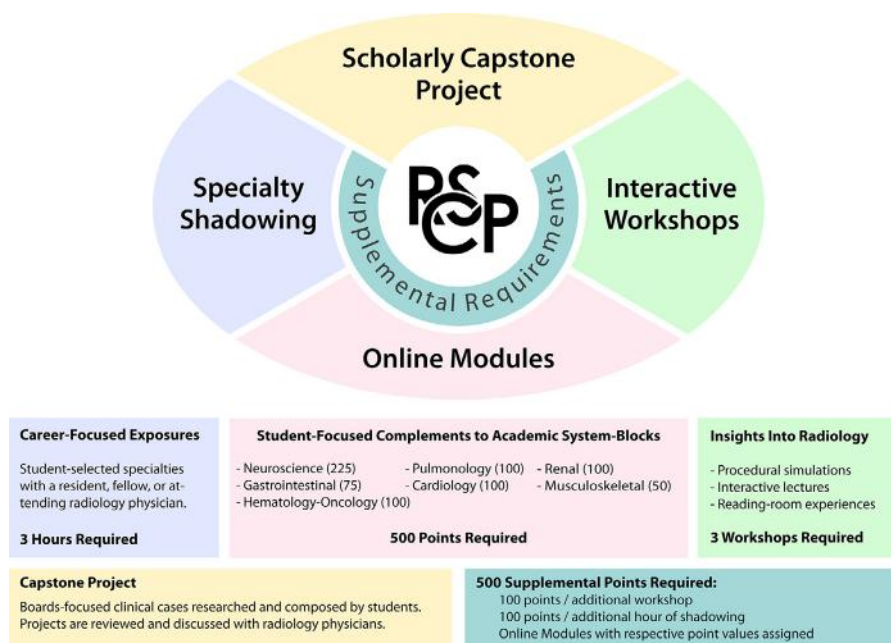 Scholarly Capstone
Project
Specialty
Shadowing
RSCP
Interactive
Workshops
Supplemental Requirements
Online Modules
Career-Focused Exposures
Student-selected specialties
with a resident, fellow, or at-
tending radiology physician.
3 Hours Required
Student-Focused Complements to Academic System-Blocks
- Neuroscience (225)
- Gastrointestinal (75)
- Hematology-Oncology (100)
- Pulmonology (100)
- Cardiology (100)
- Renal (100)
- Musculoskeletal (50)
500 Points Required
Insights Into Radiology
- Procedural simulations
- Interactive lectures
- Reading-room experiences
3 Workshops Required
Capstone Project
Boards-focused clinical cases researched and composed by students.
Projects are reviewed and discussed with radiology physicians.
500 Supplemental Points Required:
100 points / additional workshop
100 points / additional hour of shadowing
Online Modules with respective point values assigned